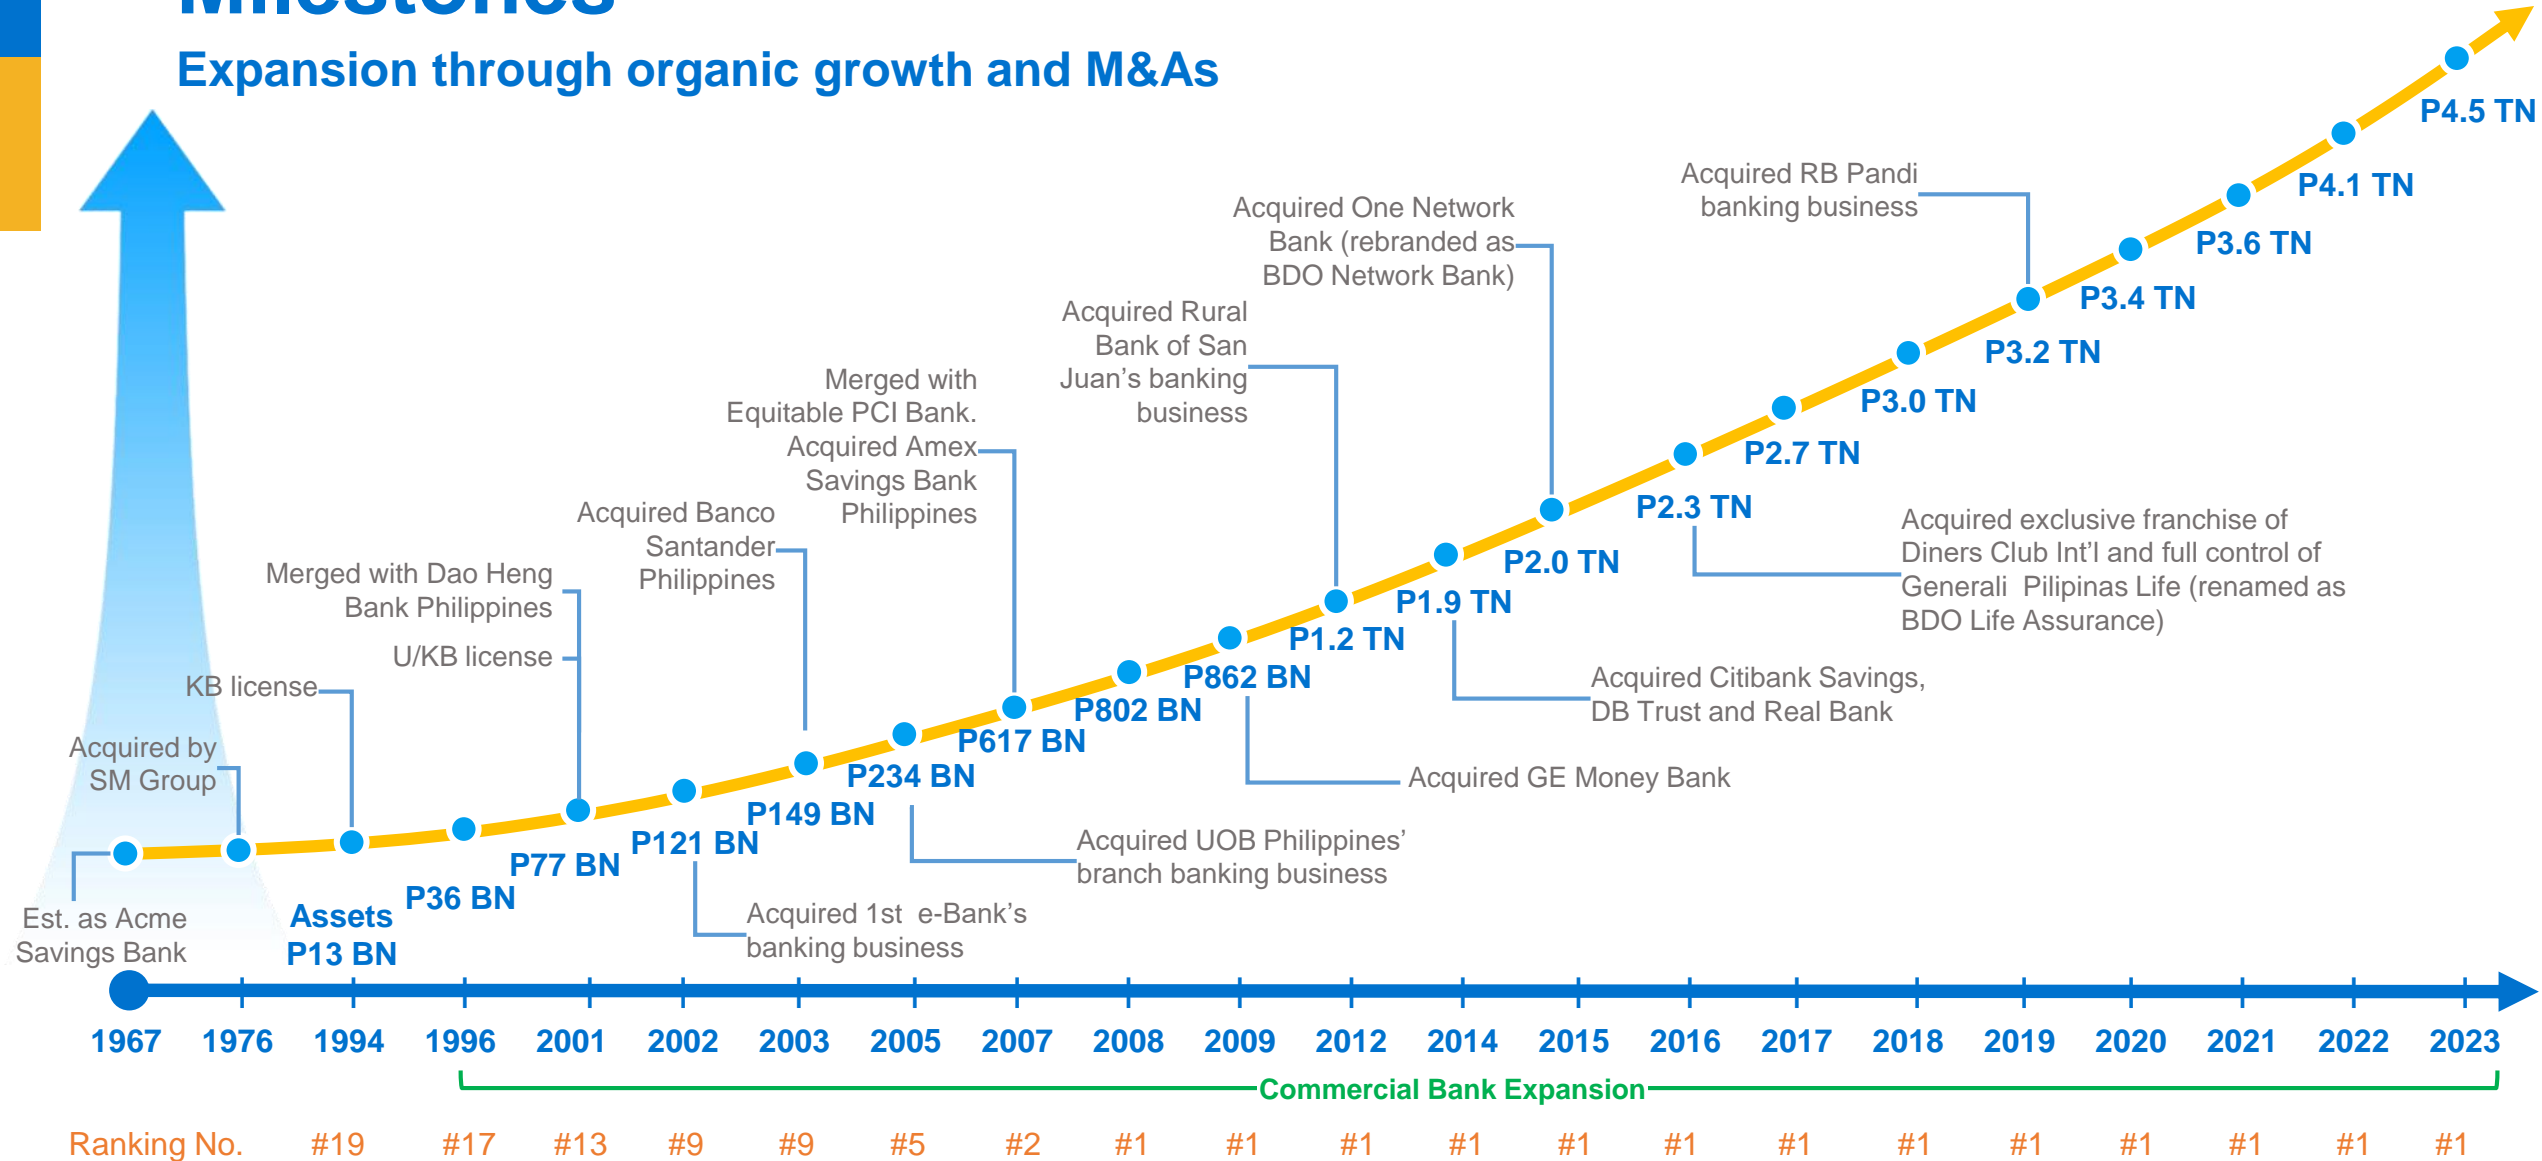 Milestones
Expansion through organic growth and M&As
P4.5 TN
P4.1 TN
P3.6 TN
P3.4 TN
P3.2 TN
P3.0 TN
P2.7 TN
P2.3 TN
P2.0 TN
P1.9 TN
P1.2 TN
P862 BN
P802 BN
P617 BN
P234 BN
P149 BN
P121 BN
P77 BN
P36 BN
Assets
P13 BN
Acquired RB Pandi
banking business
Acquired One Network
Bank (rebranded as
BDO Network Bank)
Acquired Rural
Bank of San
Juan’s banking
business
Merged with
Equitable PCI Bank.
Acquired Amex
Savings Bank
Philippines
Acquired Banco
Santander
Philippines
Merged with Dao Heng
Bank Philippines
U/KB license
KB license
Acquired by
SM Group
Est. as Acme
Savings Bank
Acquired 1st  e-Bank’s
banking business
Acquired UOB Philippines’
branch banking business
Acquired GE Money Bank
Acquired Citibank Savings,
DB Trust and Real Bank
Acquired exclusive franchise of
Diners Club Int’l and full control of
Generali  Pilipinas Life (renamed as
BDO Life Assurance)
1967 1976 1994 1996 2001 2002 2003 2005 2007 2008 2009 2012 2014 2015 2016 2017 2018 2019 2020 2021 2022 2023
Commercial Bank Expansion
Ranking No. #19 #17 #13 #9 #9 #5 #2 #1 #1 #1 #1 #1 #1 #1 #1 #1 #1 #1 #1 #1